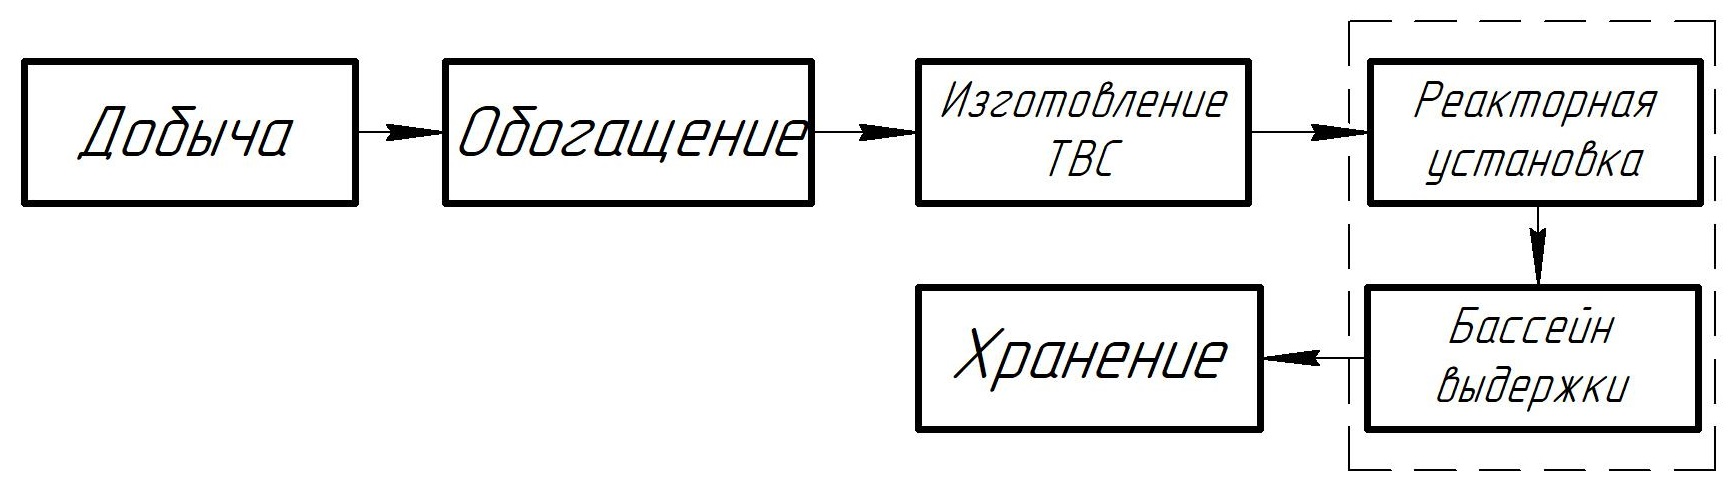 Добыча
Обогащение
Изготовление
ТВС
Реакторная
установка
Хранение
Бассейн
выдержки